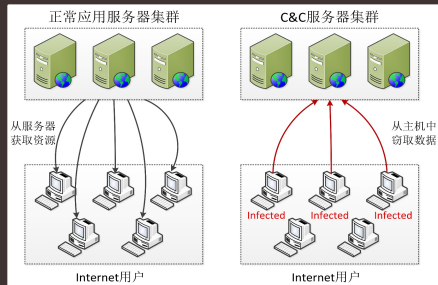 正常应用服务器集群
C&C服务器集群
从服务器
获取资源
从主机中
窃取数据
Infected
Infected
Infected
Internet用户
Internet用户